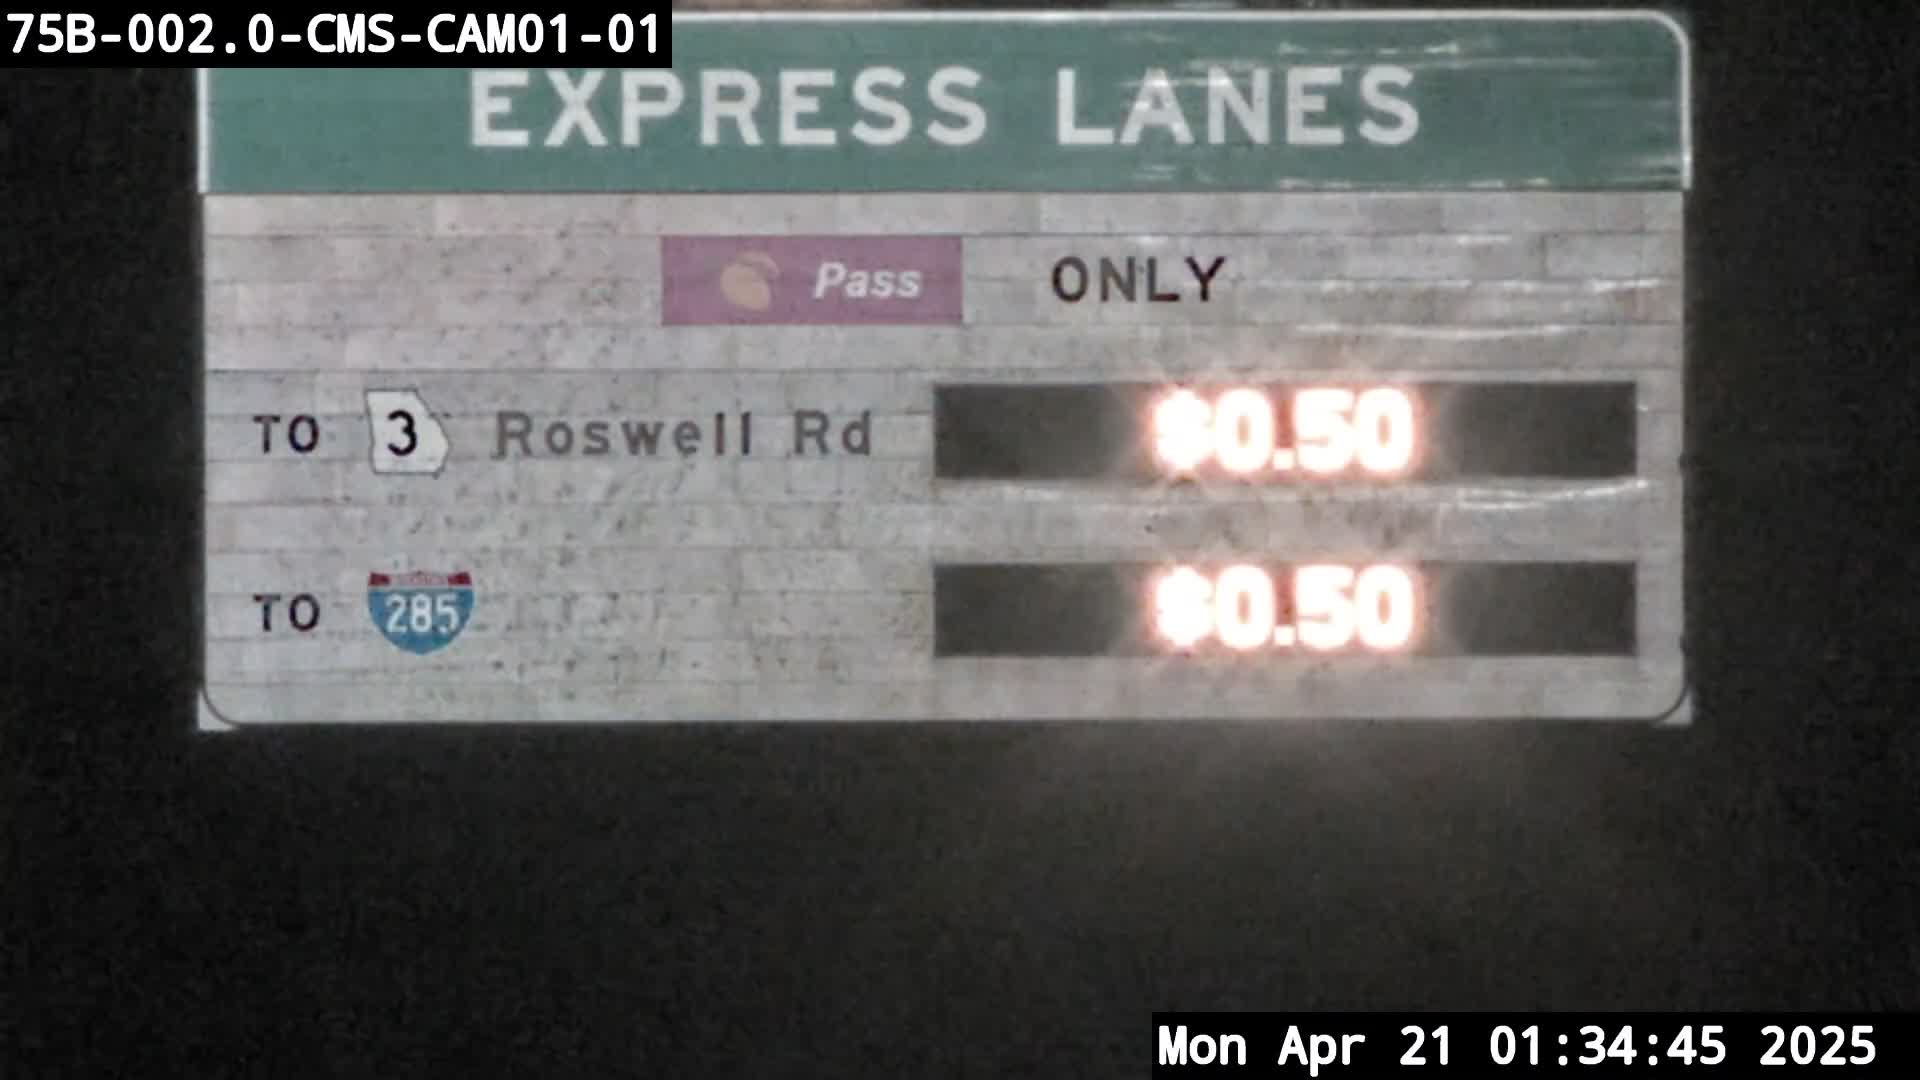 75B-002.0-CMS-CAM01-01
EXPRESS LANES
Pass ONLY
TO 3 Roswell Rd $0.50
TO 285 $0.50
Mon Apr 21 01:34:45 2025